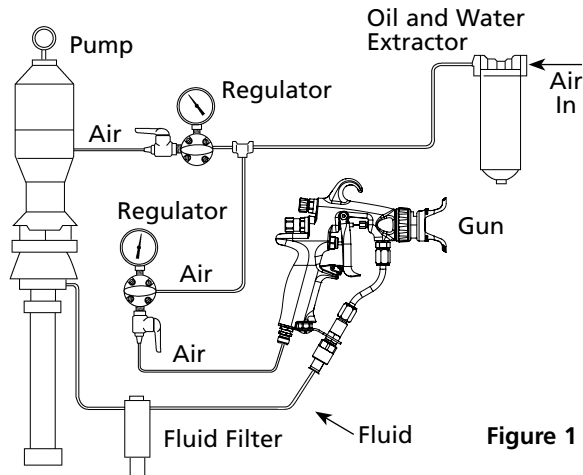 Oil and Water
Extractor
Pump
Air
In
Regulator
Air
Regulator
Gun
Air
Air
Fluid Filter
Fluid
Figure 1